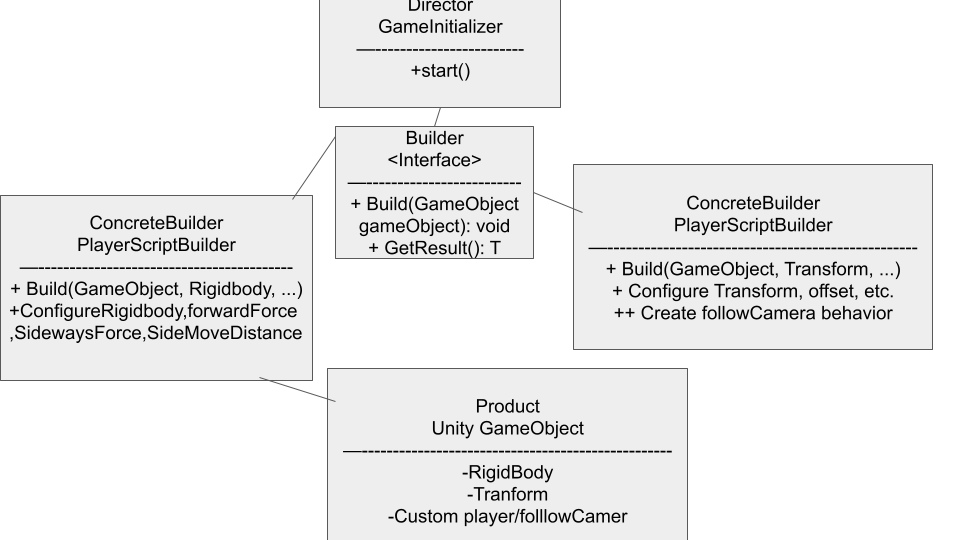 Director
GameInitializer
—------------------------
+start()
Builder
<Interface>
—-------------------------
+ Build(GameObject
gameObject): void
+ GetResult(): T
ConcreteBuilder
PlayerScriptBuilder
—-----------------------------------------
+ Build(GameObject, Rigidbody, ...)
+ConfigureRigidbody,forwardForce
,SidewaysForce,SideMoveDistance
ConcreteBuilder
PlayerScriptBuilder
—--------------------------------------------------
+ Build(GameObject, Transform, ...)
+ Configure Transform, offset, etc.
++ Create followCamera behavior
Product
Unity GameObject
—--------------------------------------------------
-RigidBody
-Tranform
-Custom player/folllowCamer